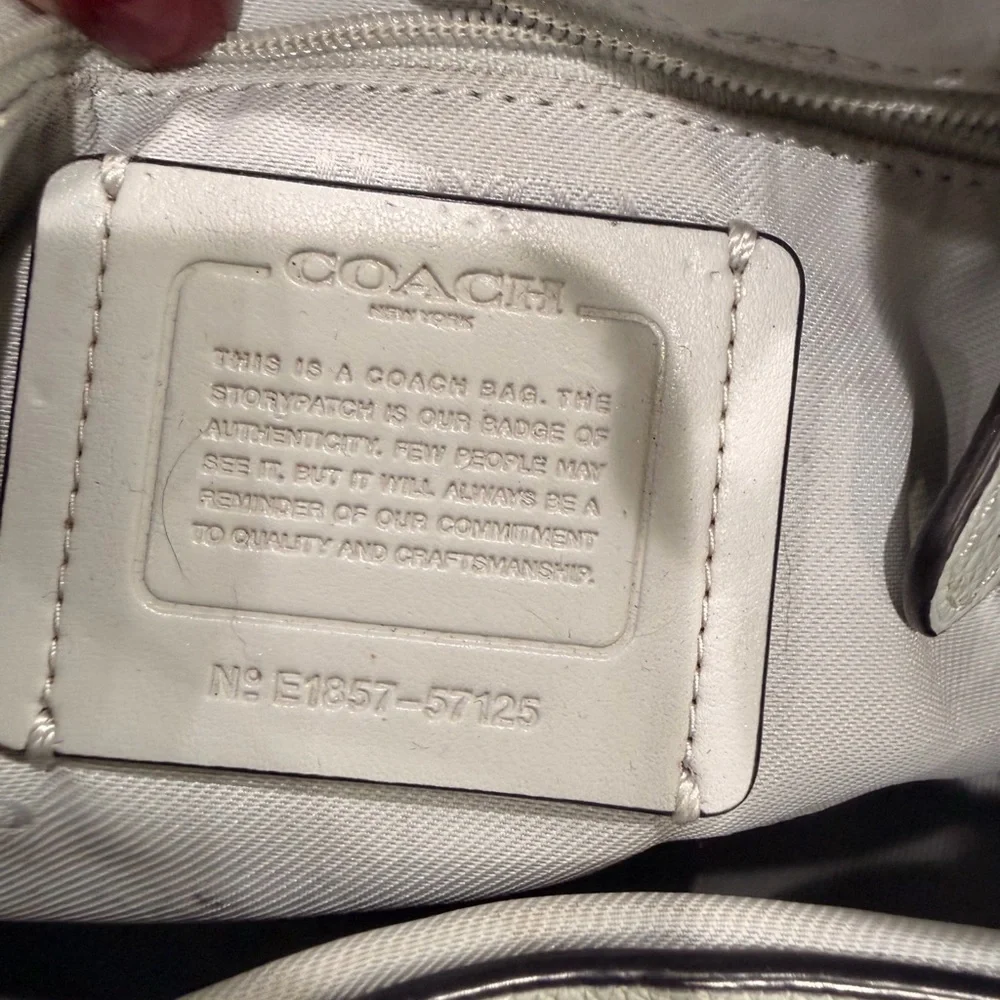 COACH
NEW YORK
THIS IS A COACH BAG. THE
STORYPATCH IS OUR BADGE OF
AUTHENTICITY. FEW PEOPLE MAY
SEE IT, BUT IT WILL ALWAYS BE A
REMINDER OF OUR COMMITMENT
TO QUALITY AND CRAFTSMANSHIP.
Nº E1857-57125